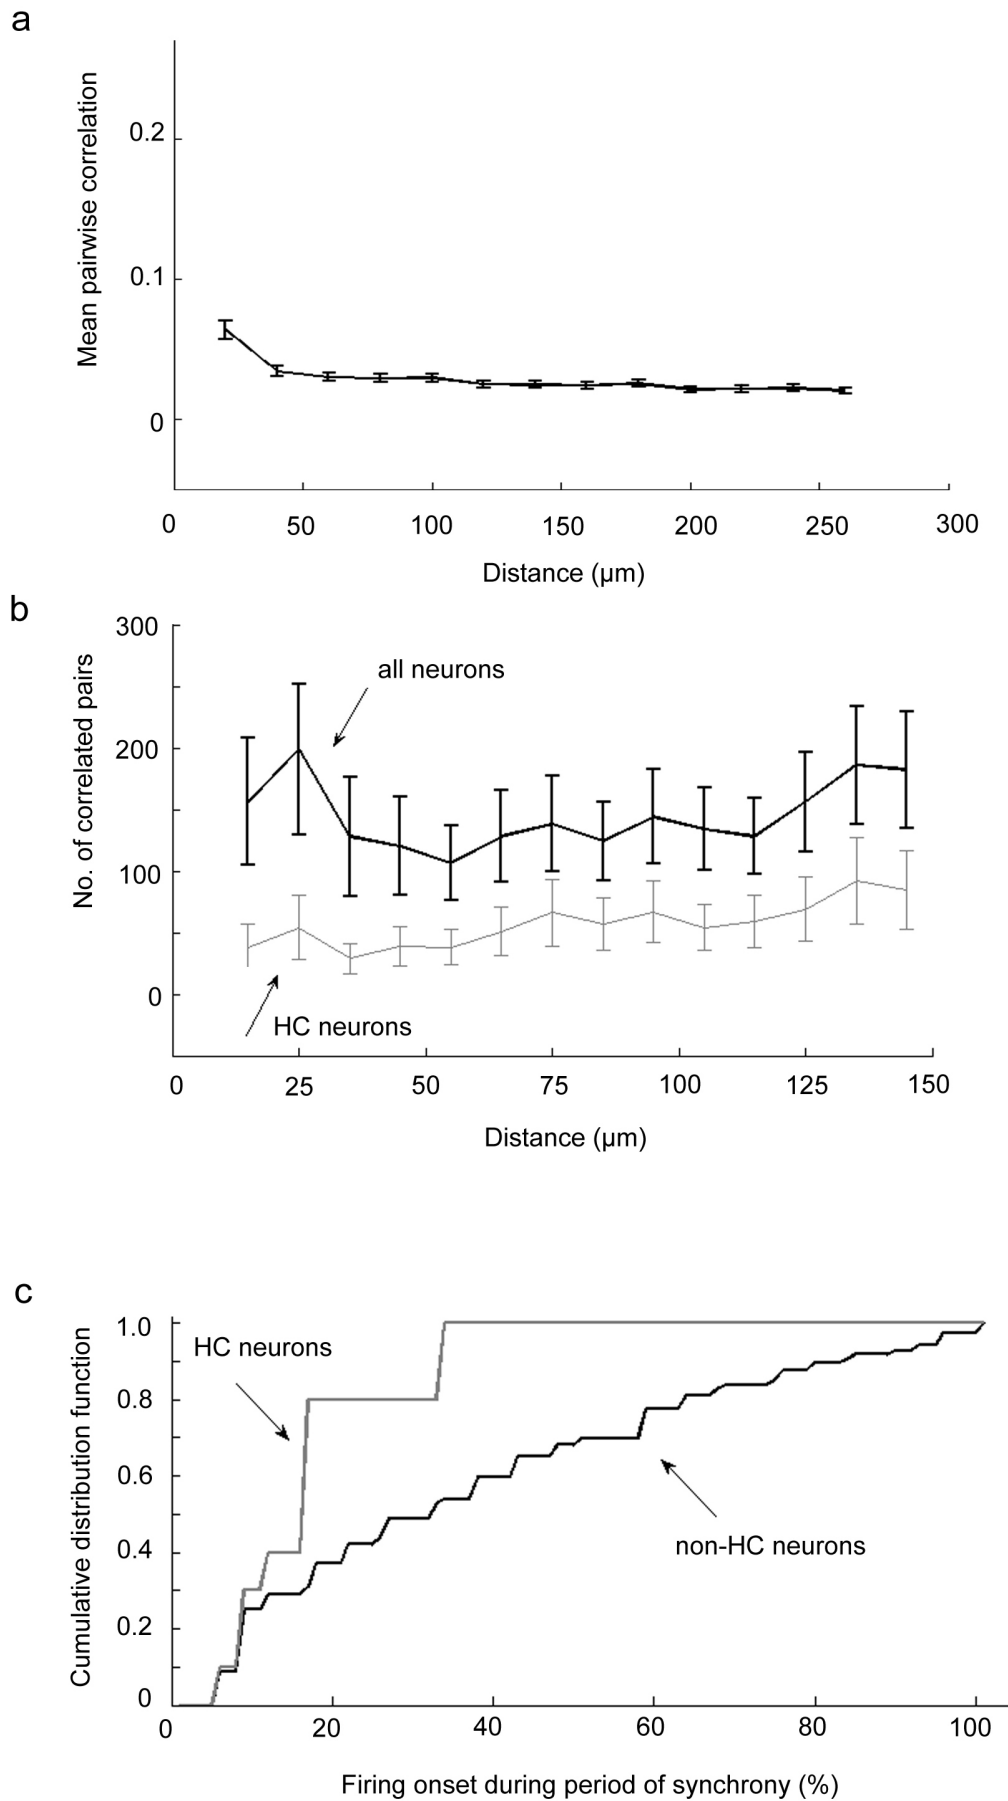 a
Mean pairwise correlation
0.2
0.1
0
0 50 100 150 200 250 300
Distance (µm)
b
No. of correlated pairs
300
200
100
0
all neurons
HC neurons
0 25 50 75 100 125 150
Distance (µm)
c
Cumulative distribution function
1.0
0.8
0.6
0.4
0.2
0
HC neurons
non-HC neurons
0 20 40 60 80 100
Firing onset during period of synchrony (%)